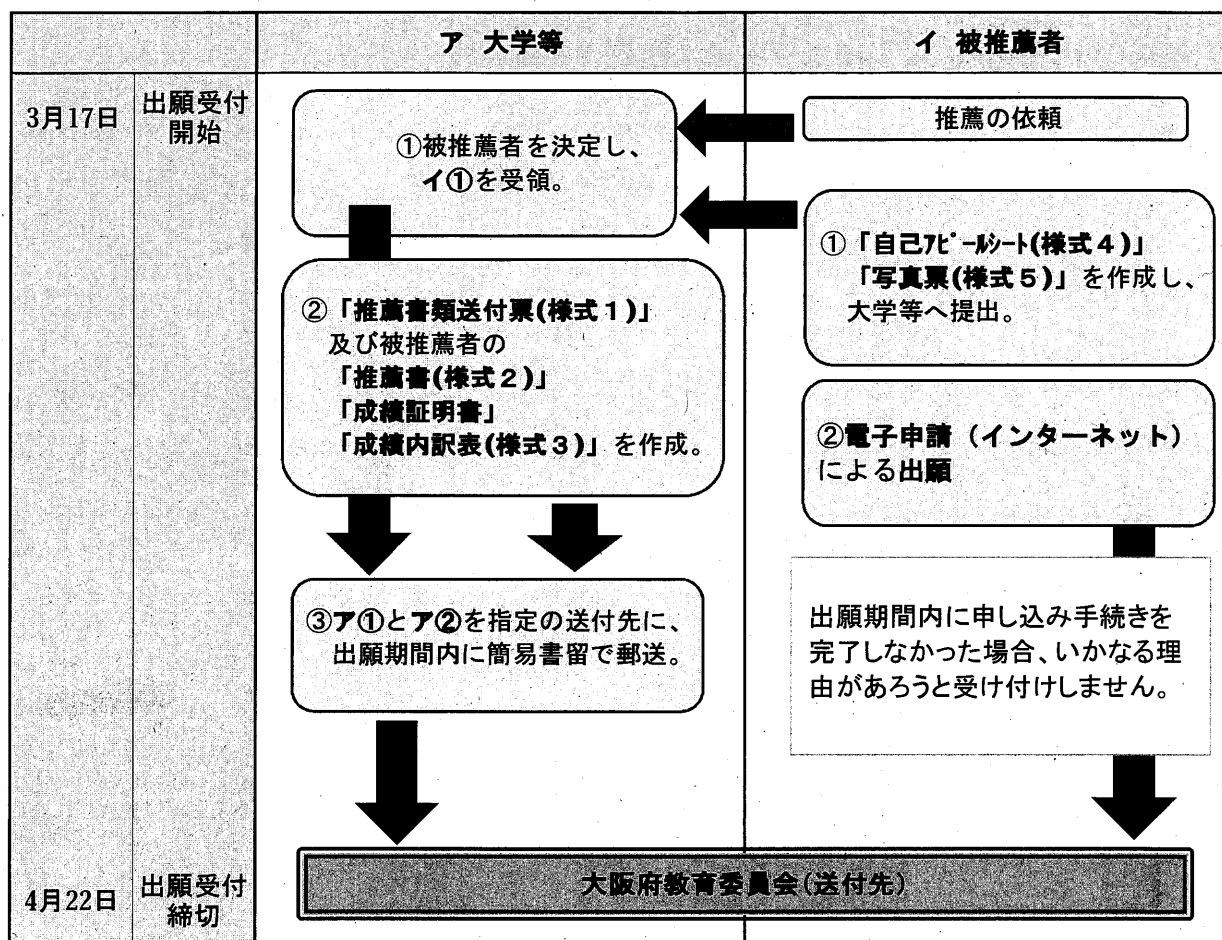 ア 大学等
イ 被推薦者
3月17日
出願受付
開始
①被推薦者を決定し、
イ①を受領。
推薦の依頼
①「自己ｱﾋﾟｰﾙｼｰﾄ(様式４)」
「写真票(様式５)」を作成し、
大学等へ提出。
②「推薦書類送付票(様式１)」
及び被推薦者の
「推薦書(様式２)」
「成績証明書」
「成績内訳表(様式３)」を作成。
②電子申請（インターネット）
による出願
③ア①とア②を指定の送付先に、
出願期間内に簡易書留で郵送。
出願期間内に申し込み手続きを
完了しなかった場合、いかなる理
由があろうと受け付けしません。
大阪府教育委員会(送付先)
4月22日
出願受付
締切